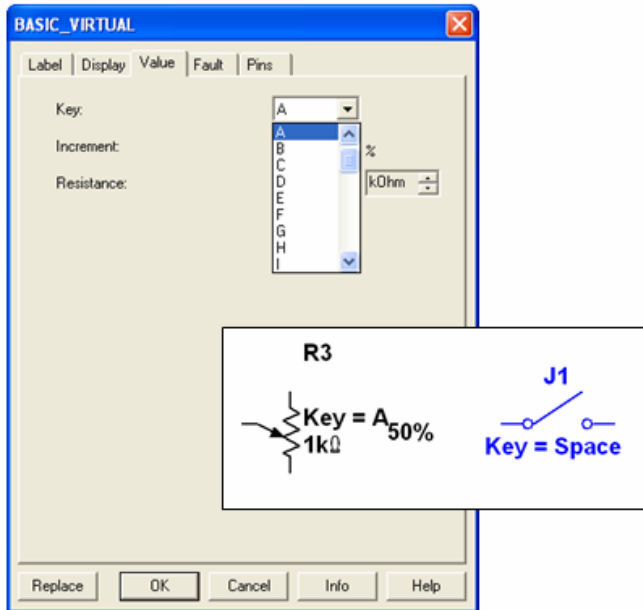 BASIC_VIRTUAL
Label Display Value Fault Pins
Key: A
A
Increment: B %
C
Resistance: D kOhm
E
F
G
H
I
R3
J1
Key = A 50%
1kΩ
Key = Space
Replace OK Cancel Info Help